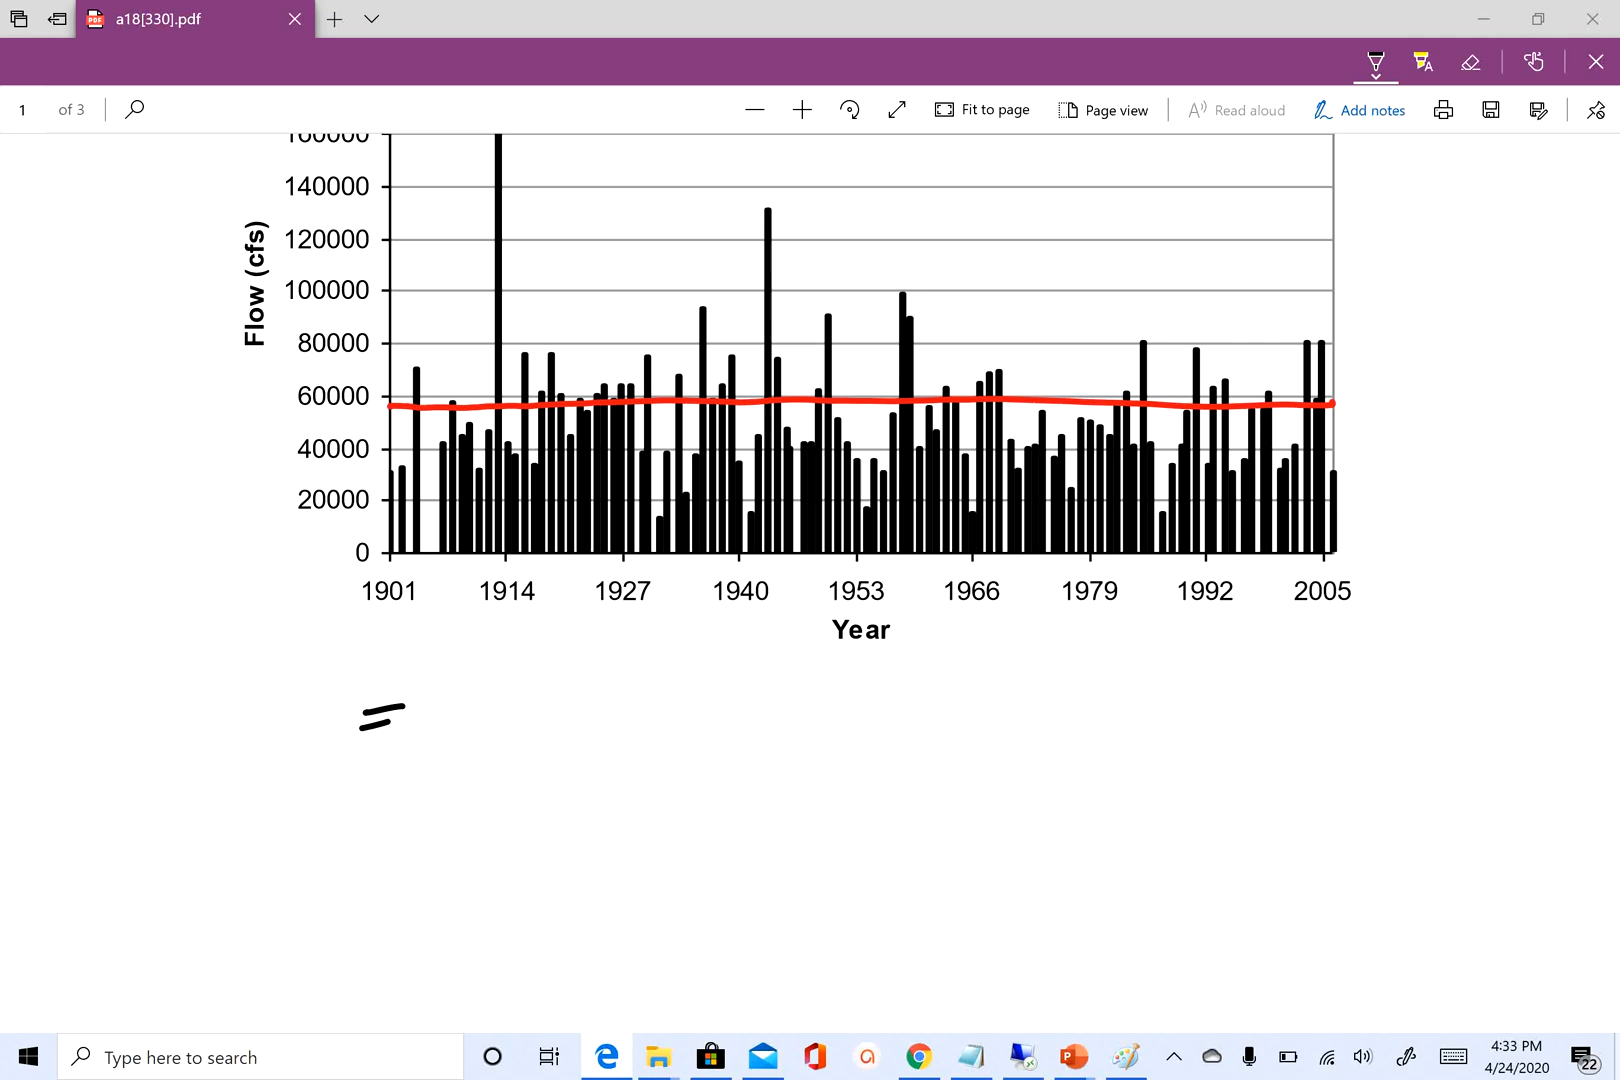 a18[330].pdf
1 of 3 Fit to page Page view Read aloud Add notes
160000
140000
120000
100000
80000
60000
40000
20000
0
Flow (cfs)
1901 1914 1927 1940 1953 1966 1979 1992 2005
Year
Type here to search
4:33 PM
4/24/2020
22